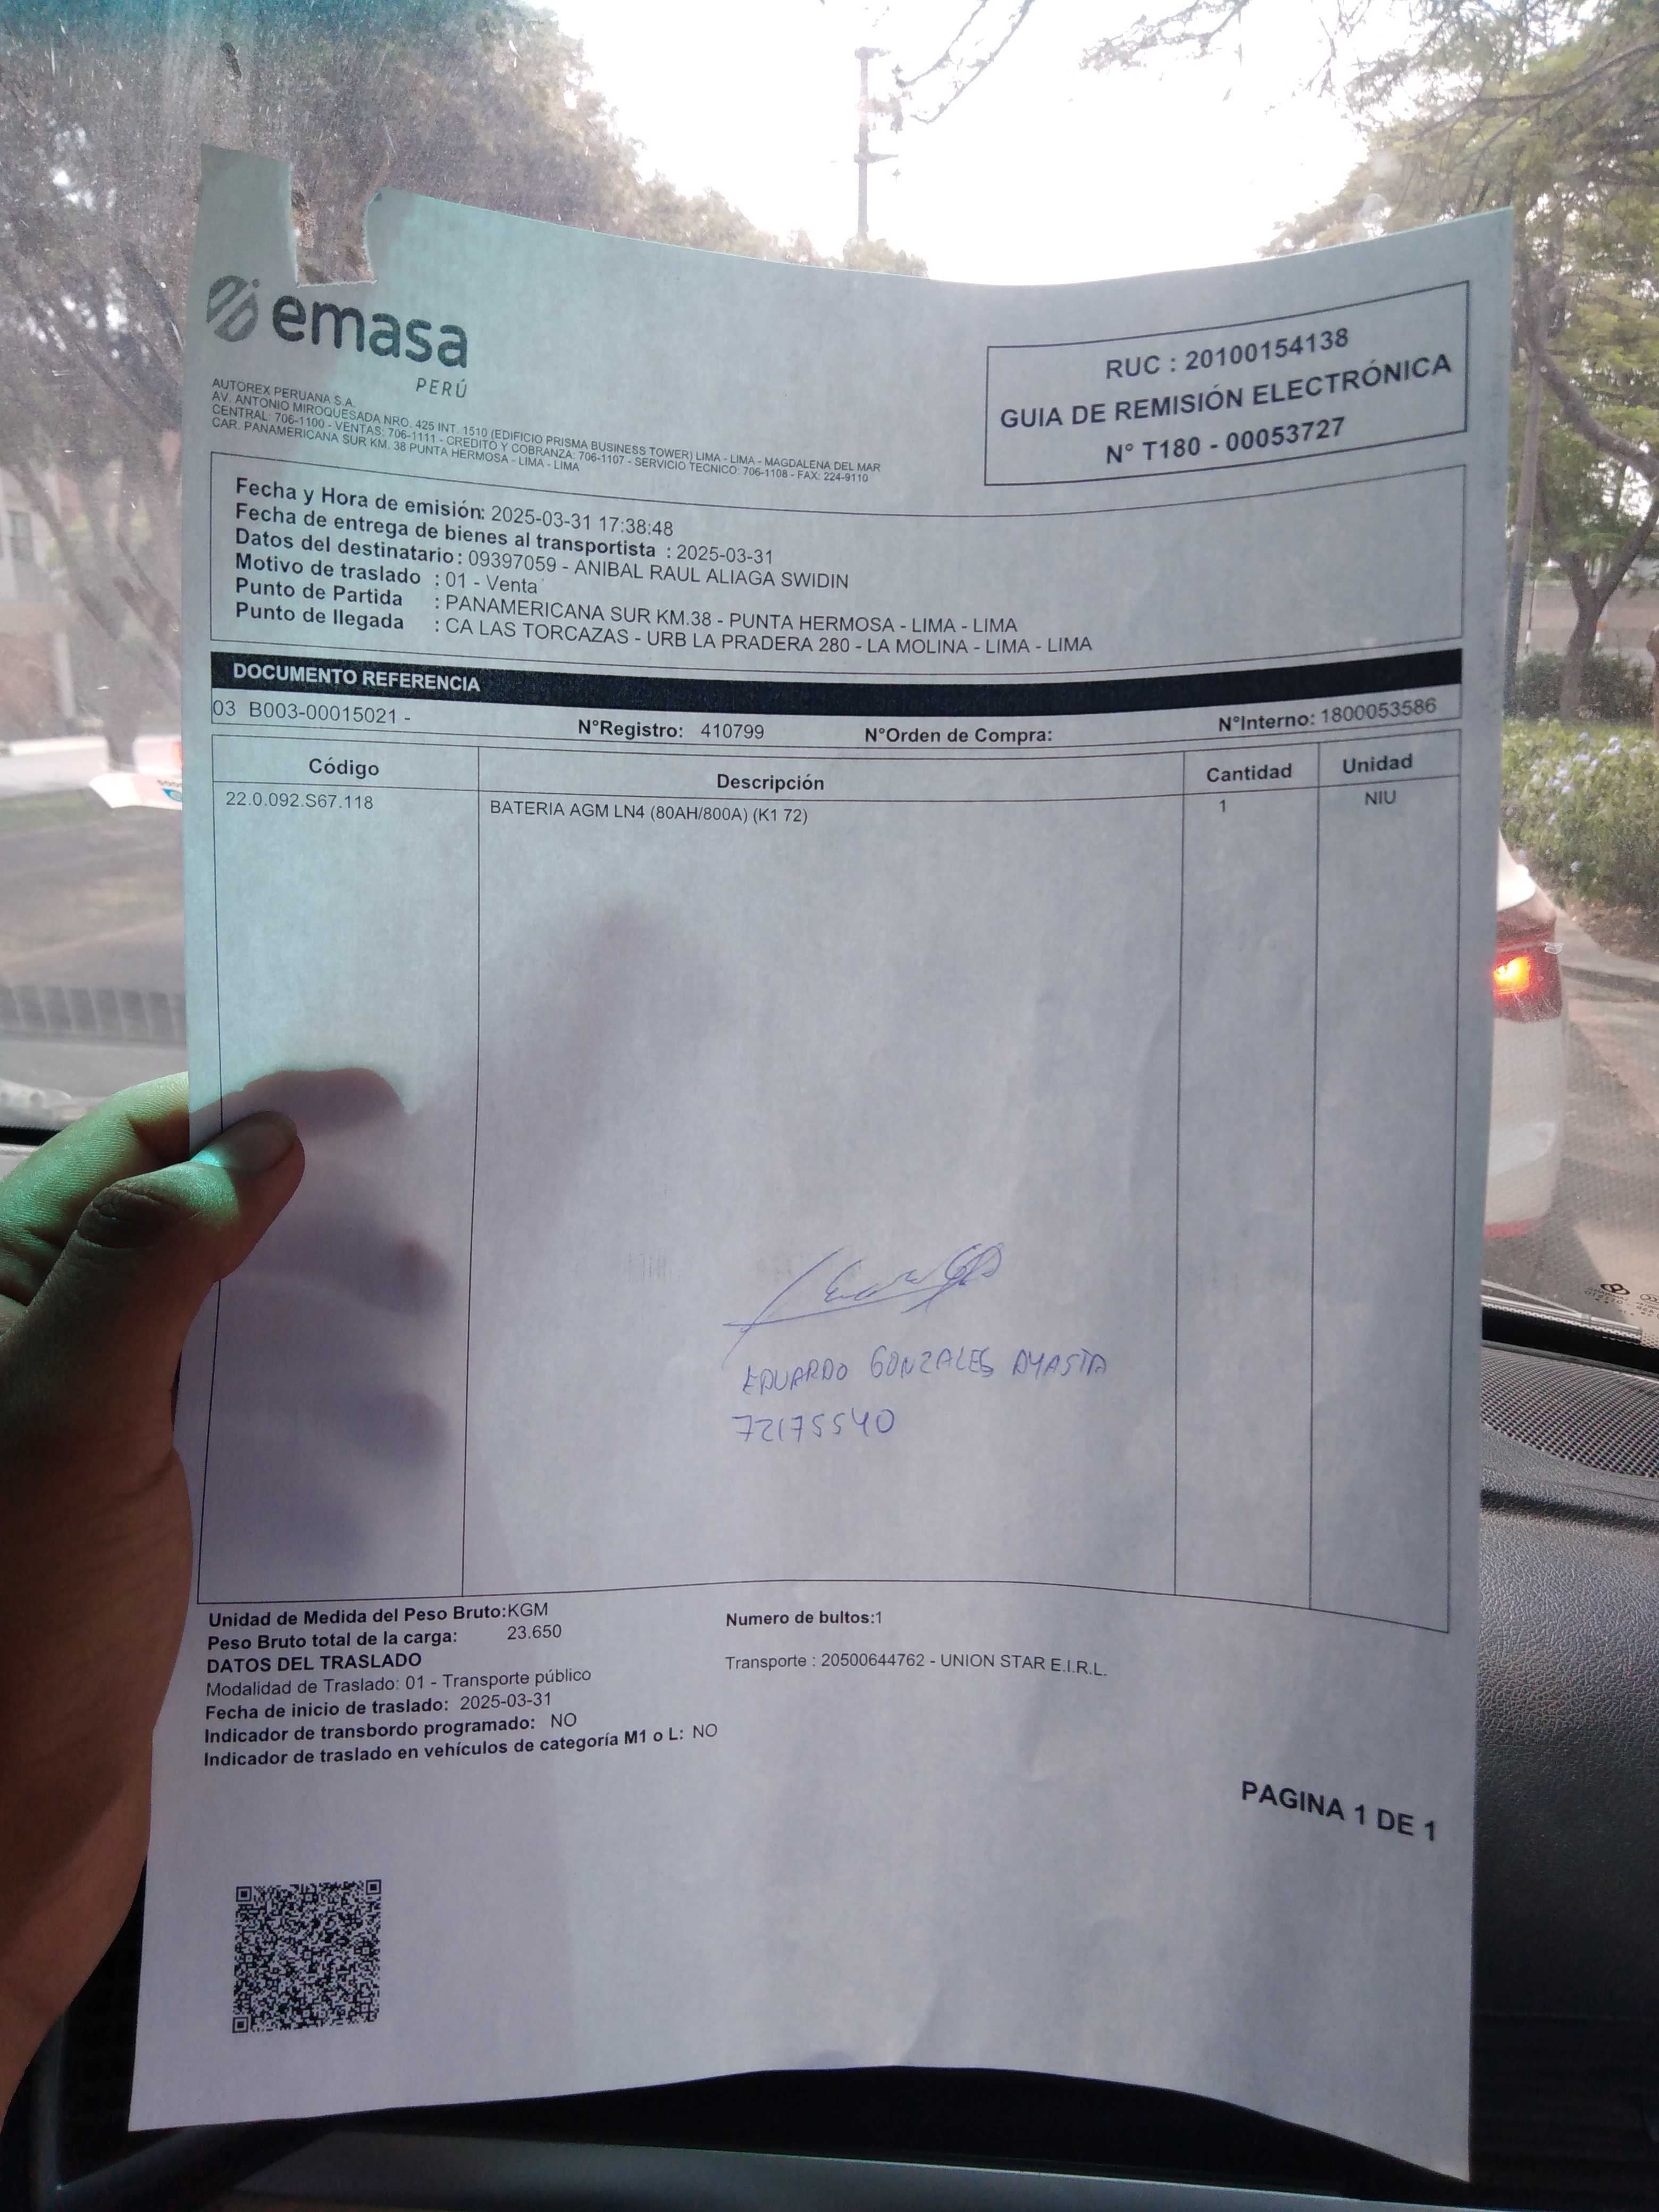 emasa
PERÚ
AUTOREX PERUANA S.A.
AV. ANTONIO MIROQUESADA NRO. 425 INT. 1510 (EDIFICIO PRISMA BUSINESS TOWER) LIMA - LIMA - MAGDALENA DEL MAR
CENTRAL: 706-1100 - VENTAS: 706-1111 - CREDITO Y COBRANZA: 706-1107 - SERVICIO TECNICO: 706-1108 - FAX: 224-9110
CAR. PANAMERICANA SUR KM. 38 PUNTA HERMOSA - LIMA - LIMA
RUC : 20100154138
GUIA DE REMISIÓN ELECTRÓNICA
N° T180 - 00053727
Fecha y Hora de emisión: 2025-03-31 17:38:48
Fecha de entrega de bienes al transportista : 2025-03-31
Datos del destinatario : 09397059 - ANIBAL RAUL ALIAGA SWIDIN
Motivo de traslado : 01 - Venta
Punto de Partida : PANAMERICANA SUR KM.38 - PUNTA HERMOSA - LIMA - LIMA
Punto de llegada : CA LAS TORCAZAS - URB LA PRADERA 280 - LA MOLINA - LIMA - LIMA
DOCUMENTO REFERENCIA
03 B003-00015021 - N°Registro: 410799 N°Orden de Compra: N°Interno: 1800053586
Código Descripción Cantidad Unidad
22.0.092.S67.118 BATERIA AGM LN4 (80AH/800A) (K1 72) 1 NIU
EDUARDO GONZALES AYASTA
72175540
Unidad de Medida del Peso Bruto:KGM Numero de bultos:1
Peso Bruto total de la carga: 23.650
DATOS DEL TRASLADO Transporte : 20500644762 - UNION STAR E.I.R.L.
Modalidad de Traslado: 01 - Transporte público
Fecha de inicio de traslado: 2025-03-31
Indicador de transbordo programado: NO
Indicador de traslado en vehículos de categoría M1 o L: NO
PAGINA 1 DE 1